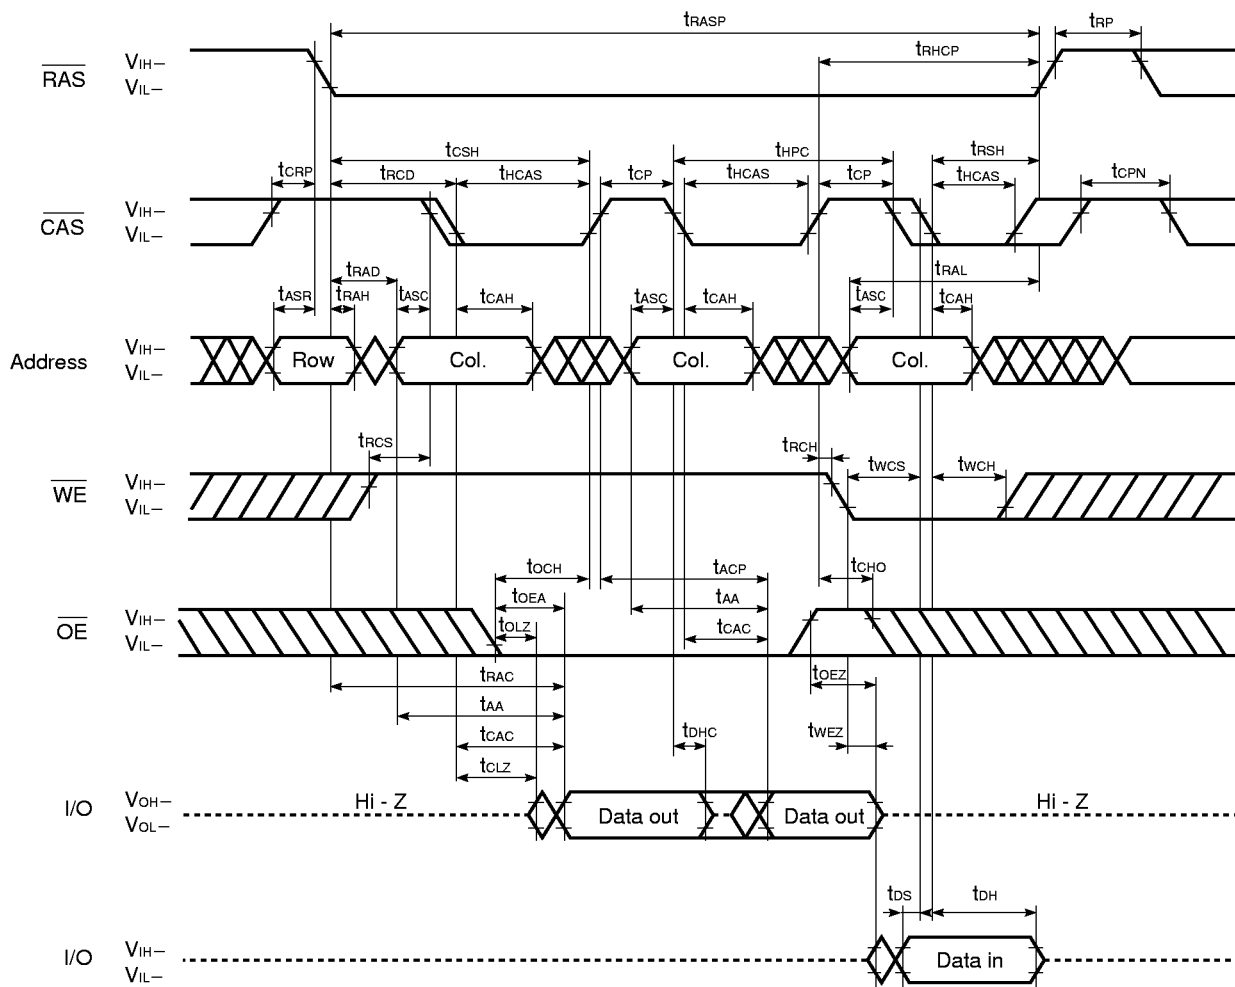 tRASP
tRP
tRHCP
RAS
VIH–
VIL–
tCSH
tHPC
tRSH
tCRP
tRCD
tHCAS
tCP
tHCAS
tCP
tHCAS
tCPN
CAS
VIH–
VIL–
tRAD
tRAL
tASR
tRAH
tASC
tCAH
tASC
tCAH
tASC
tCAH
Address
VIH–
VIL–
Row
Col.
Col.
Col.
tRCS
tRCH
tWCS
tWCH
WE
VIH–
VIL–
tOCH
tACP
tCHO
tOEA
tAA
tOLZ
tCAC
OE
VIH–
VIL–
tRAC
tOEZ
tAA
tCAC
tDHC
tWEZ
tCLZ
I/O
VOH–
VOL–
Hi - Z
Data out
Data out
Hi - Z
tDS
tDH
I/O
VIH–
VIL–
Data in